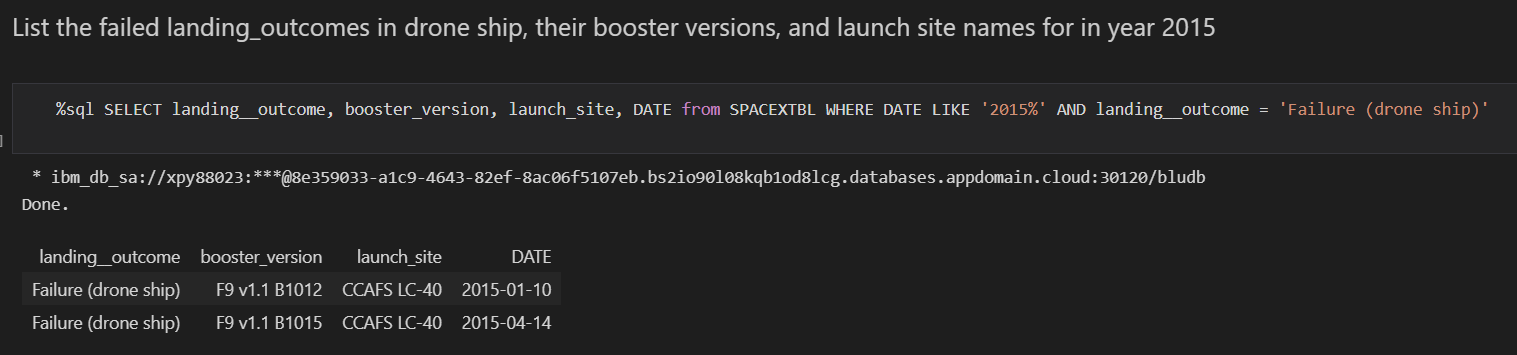 List the failed landing_outcomes in drone ship, their booster versions, and launch site names for in year 2015
%sql SELECT landing__outcome, booster_version, launch_site, DATE from SPACEXTBL WHERE DATE LIKE '2015%' AND landing__outcome = 'Failure (drone ship)'
]
* ibm_db_sa://xpy88023:***@8e359033-a1c9-4643-82ef-8ac06f5107eb.bs2io90l08kqb1od8lcg.databases.appdomain.cloud:30120/bludb
Done.
landing__outcome booster_version launch_site DATE
Failure (drone ship) F9 v1.1 B1012 CCAFS LC-40 2015-01-10
Failure (drone ship) F9 v1.1 B1015 CCAFS LC-40 2015-04-14